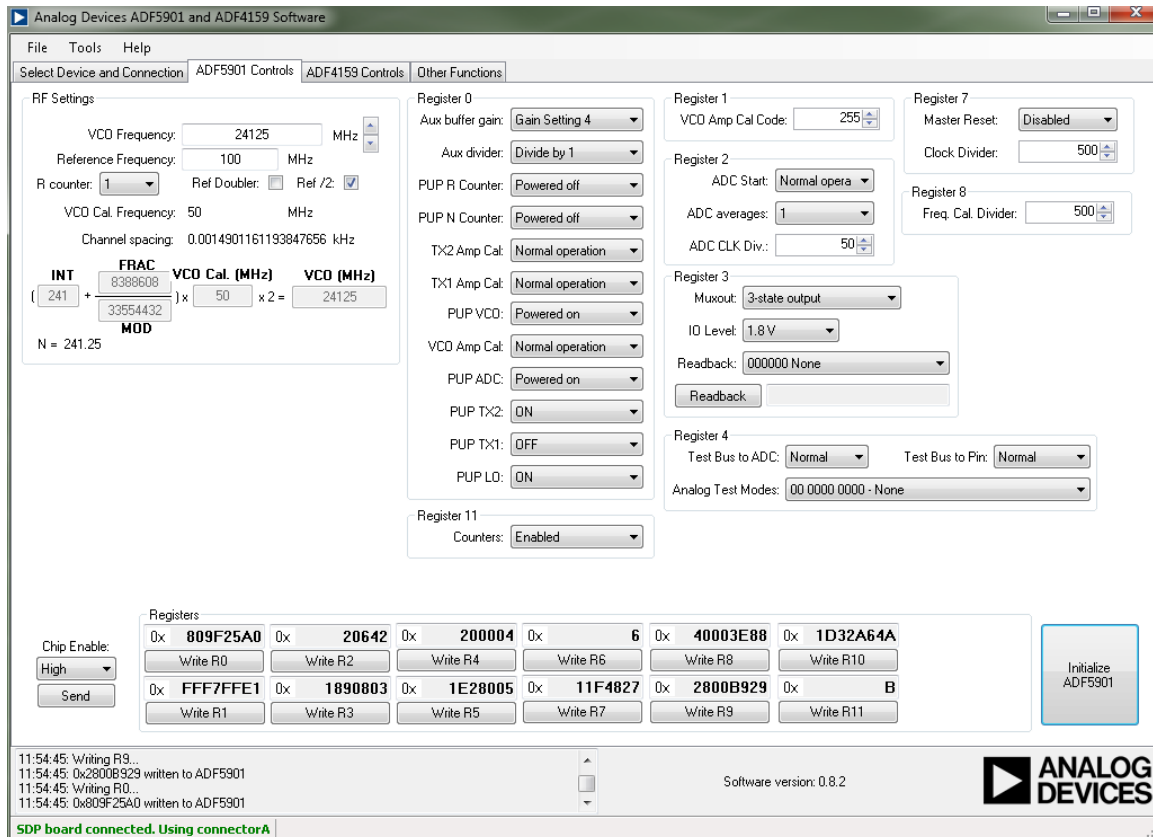 Analog Devices ADF5901 and ADF4159 Software
File Tools Help
Select Device and Connection ADF5901 Controls ADF4159 Controls Other Functions
RF Settings
VCO Frequency: 24125 MHz
Reference Frequency: 100 MHz
R counter: 1 Ref Doubler: Ref /2:
VCO Cal. Frequency: 50 MHz
Channel spacing: 0.0014901161193847656 kHz
INT FRAC VCO Cal. (MHz) VCO (MHz)
( 241 + 8388608 ) x 50 x 2 = 24125
33554432
MOD
N = 241.25
Register 0
Aux buffer gain: Gain Setting 4
Aux divider: Divide by 1
PUP R Counter: Powered off
PUP N Counter: Powered off
TX2 Amp Cal: Normal operation
TX1 Amp Cal: Normal operation
PUP VCO: Powered on
VCO Amp Cal: Normal operation
PUP ADC: Powered on
PUP TX2: ON
PUP TX1: OFF
PUP LO: ON
Register 11
Counters: Enabled
Register 1
VCO Amp Cal Code: 255
Register 2
ADC Start: Normal opera
ADC averages: 1
ADC CLK Div.: 50
Register 3
Muxout: 3-state output
IO Level: 1.8 V
Readback: 000000 None
Readback
Register 4
Test Bus to ADC: Normal Test Bus to Pin: Normal
Analog Test Modes: 00 0000 0000 - None
Register 7
Master Reset: Disabled
Clock Divider: 500
Register 8
Freq. Cal. Divider: 500
Chip Enable:
High
Send
Registers
0x 809F25A0 0x 20642 0x 200004 0x 6 0x 40003E88 0x 1D32A64A
Write R0 Write R2 Write R4 Write R6 Write R8 Write R10
0x FFF7FFE1 0x 1890803 0x 1E28005 0x 11F4827 0x 2800B929 0x B
Write R1 Write R3 Write R5 Write R7 Write R9 Write R11
Initialize
ADF5901
11:54:45: Writing R9...
11:54:45: 0x2800B929 written to ADF5901
11:54:45: Writing R0...
11:54:45: 0x809F25A0 written to ADF5901
Software version: 0.8.2
ANALOG
DEVICES
SDP board connected. Using connectorA